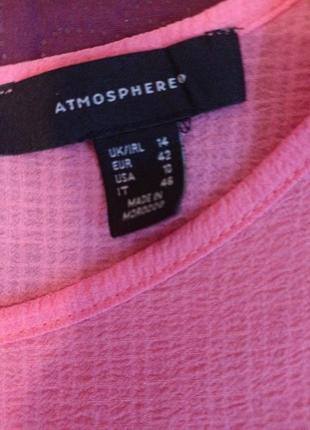 ATMOSPHERE®
UK/IRL 14
EUR 42
USA 10
IT 46
MADE IN
MOROCCO